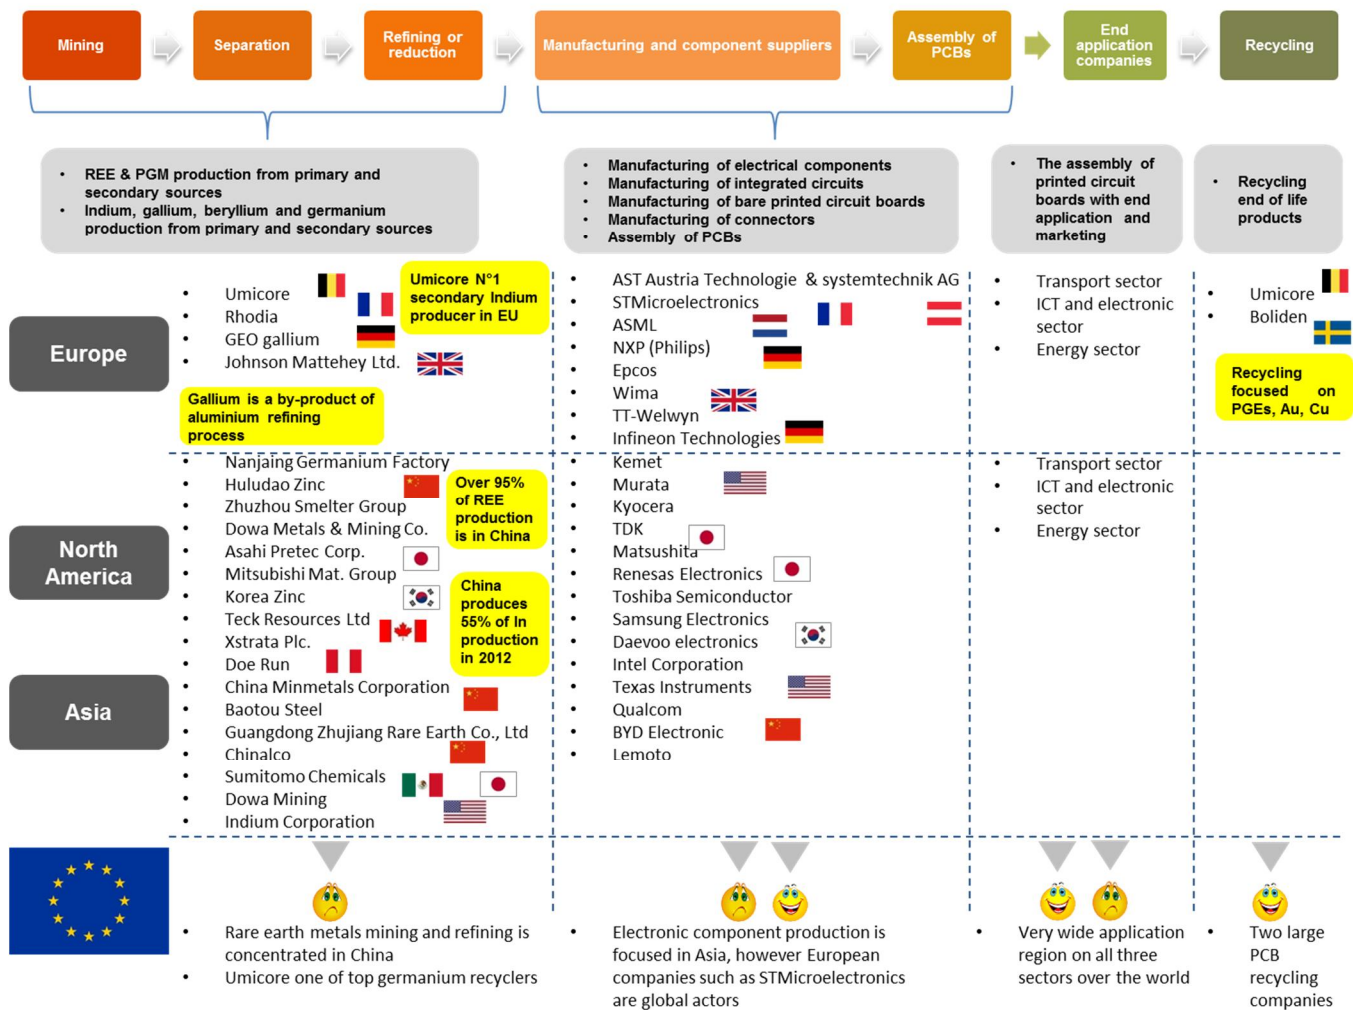 Mining
Separation
Refining or
reduction
Manufacturing and component suppliers
Assembly of
PCBs
End
application
companies
Recycling
• REE & PGM production from primary and
secondary sources
• Indium, gallium, beryllium and germanium
production from primary and secondary sources
• Manufacturing of electrical components
• Manufacturing of integrated circuits
• Manufacturing of bare printed circuit boards
• Manufacturing of connectors
• Assembly of PCBs
• The assembly of
printed circuit
boards with end
application and
marketing
• Recycling
end of life
products
Europe
• Umicore
• Rhodia
• GEO gallium
• Johnson Mattehey Ltd.
Umicore N°1
secondary Indium
producer in EU
Gallium is a by-product of
aluminium refining
process
• AST Austria Technologie & systemtechnik AG
• STMicroelectronics
• ASML
• NXP (Philips)
• Epcos
• Wima
• TT-Welwyn
• Infineon Technologies
• Transport sector
• ICT and electronic
sector
• Energy sector
• Umicore
• Boliden
Recycling
focused on
PGEs, Au, Cu
North
America
Asia
• Nanjaing Germanium Factory
• Huludao Zinc
• Zhuzhou Smelter Group
• Dowa Metals & Mining Co.
• Asahi Pretec Corp.
• Mitsubishi Mat. Group
• Korea Zinc
• Teck Resources Ltd
• Xstrata Plc.
• Doe Run
• China Minmetals Corporation
• Baotou Steel
• Guangdong Zhujiang Rare Earth Co., Ltd
• Chinalco
• Sumitomo Chemicals
• Dowa Mining
• Indium Corporation
Over 95%
of REE
production
is in China
China
produces
55% of In
production
in 2012
• Kemet
• Murata
• Kyocera
• TDK
• Matsushita
• Renesas Electronics
• Toshiba Semiconductor
• Samsung Electronics
• Daevoo electronics
• Intel Corporation
• Texas Instruments
• Qualcom
• BYD Electronic
• Lemoto
• Transport sector
• ICT and electronic
sector
• Energy sector
• Rare earth metals mining and refining is
concentrated in China
• Umicore one of top germanium recyclers
• Electronic component production is
focused in Asia, however European
companies such as STMicroelectronics
are global actors
• Very wide application
region on all three
sectors over the world
• Two large
PCB
recycling
companies